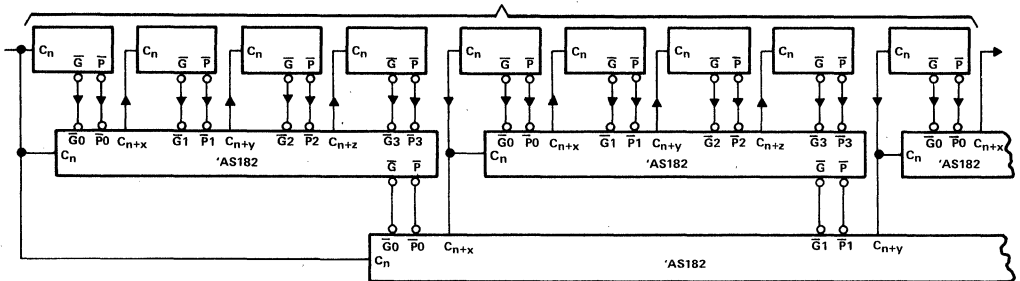 Cn G̅ P̅ Cn G̅ P̅ Cn G̅ P̅ Cn G̅ P̅ Cn G̅ P̅ Cn G̅ P̅ Cn G̅ P̅ Cn G̅ P̅ Cn G̅ P̅
G̅0 P̅0 Cn+x G̅1 P̅1 Cn+y G̅2 P̅2 Cn+z G̅3 P̅3 G̅0 P̅0 Cn+x G̅1 P̅1 Cn+y G̅2 P̅2 Cn+z G̅3 P̅3 G̅0 P̅0 Cn+x
Cn 'AS182 G̅ P̅ Cn 'AS182 G̅ P̅ Cn 'AS182
G̅0 P̅0 Cn+x G̅1 P̅1 Cn+y
Cn 'AS182